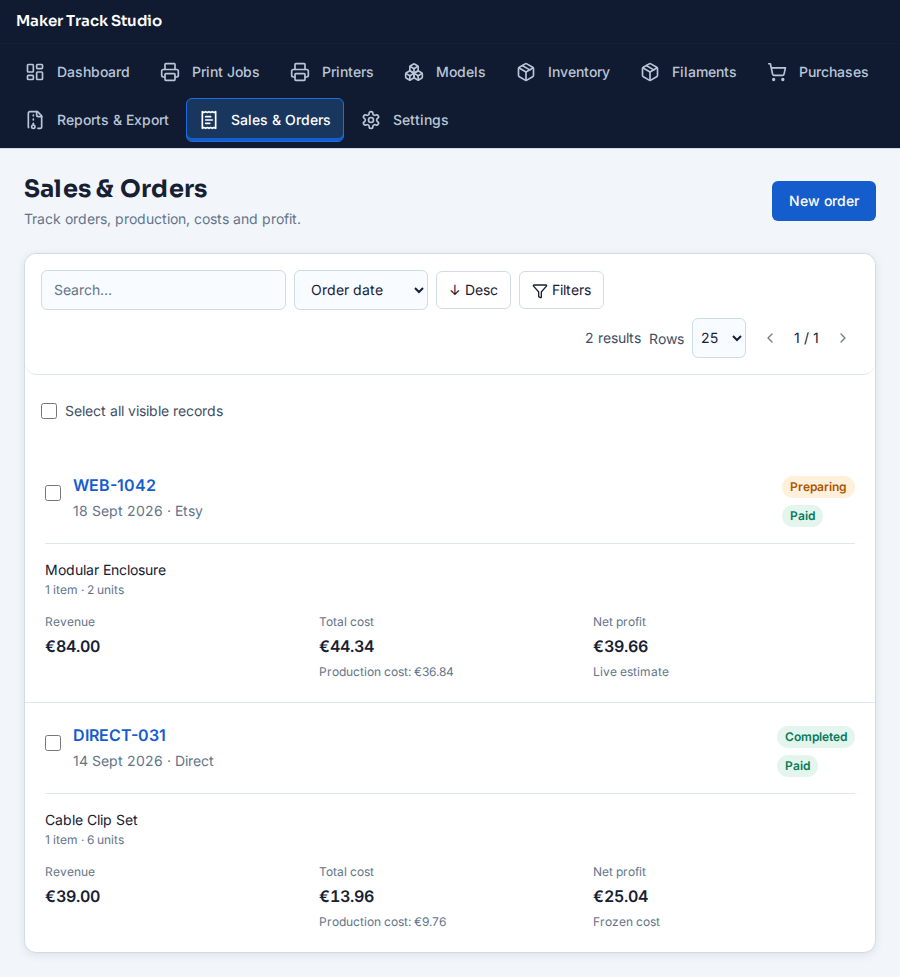 Maker Track Studio
Dashboard Print Jobs Printers Models Inventory Filaments Purchases
Reports & Export Sales & Orders Settings
Sales & Orders
Track orders, production, costs and profit.
New order
Search... Order date ↓ Desc Filters
2 results Rows 25 1 / 1
Select all visible records
WEB-1042
18 Sept 2026 · Etsy
Preparing
Paid
Modular Enclosure
1 item · 2 units
Revenue Total cost Net profit
€84.00 €44.34 €39.66
Production cost: €36.84 Live estimate
DIRECT-031
14 Sept 2026 · Direct
Completed
Paid
Cable Clip Set
1 item · 6 units
Revenue Total cost Net profit
€39.00 €13.96 €25.04
Production cost: €9.76 Frozen cost